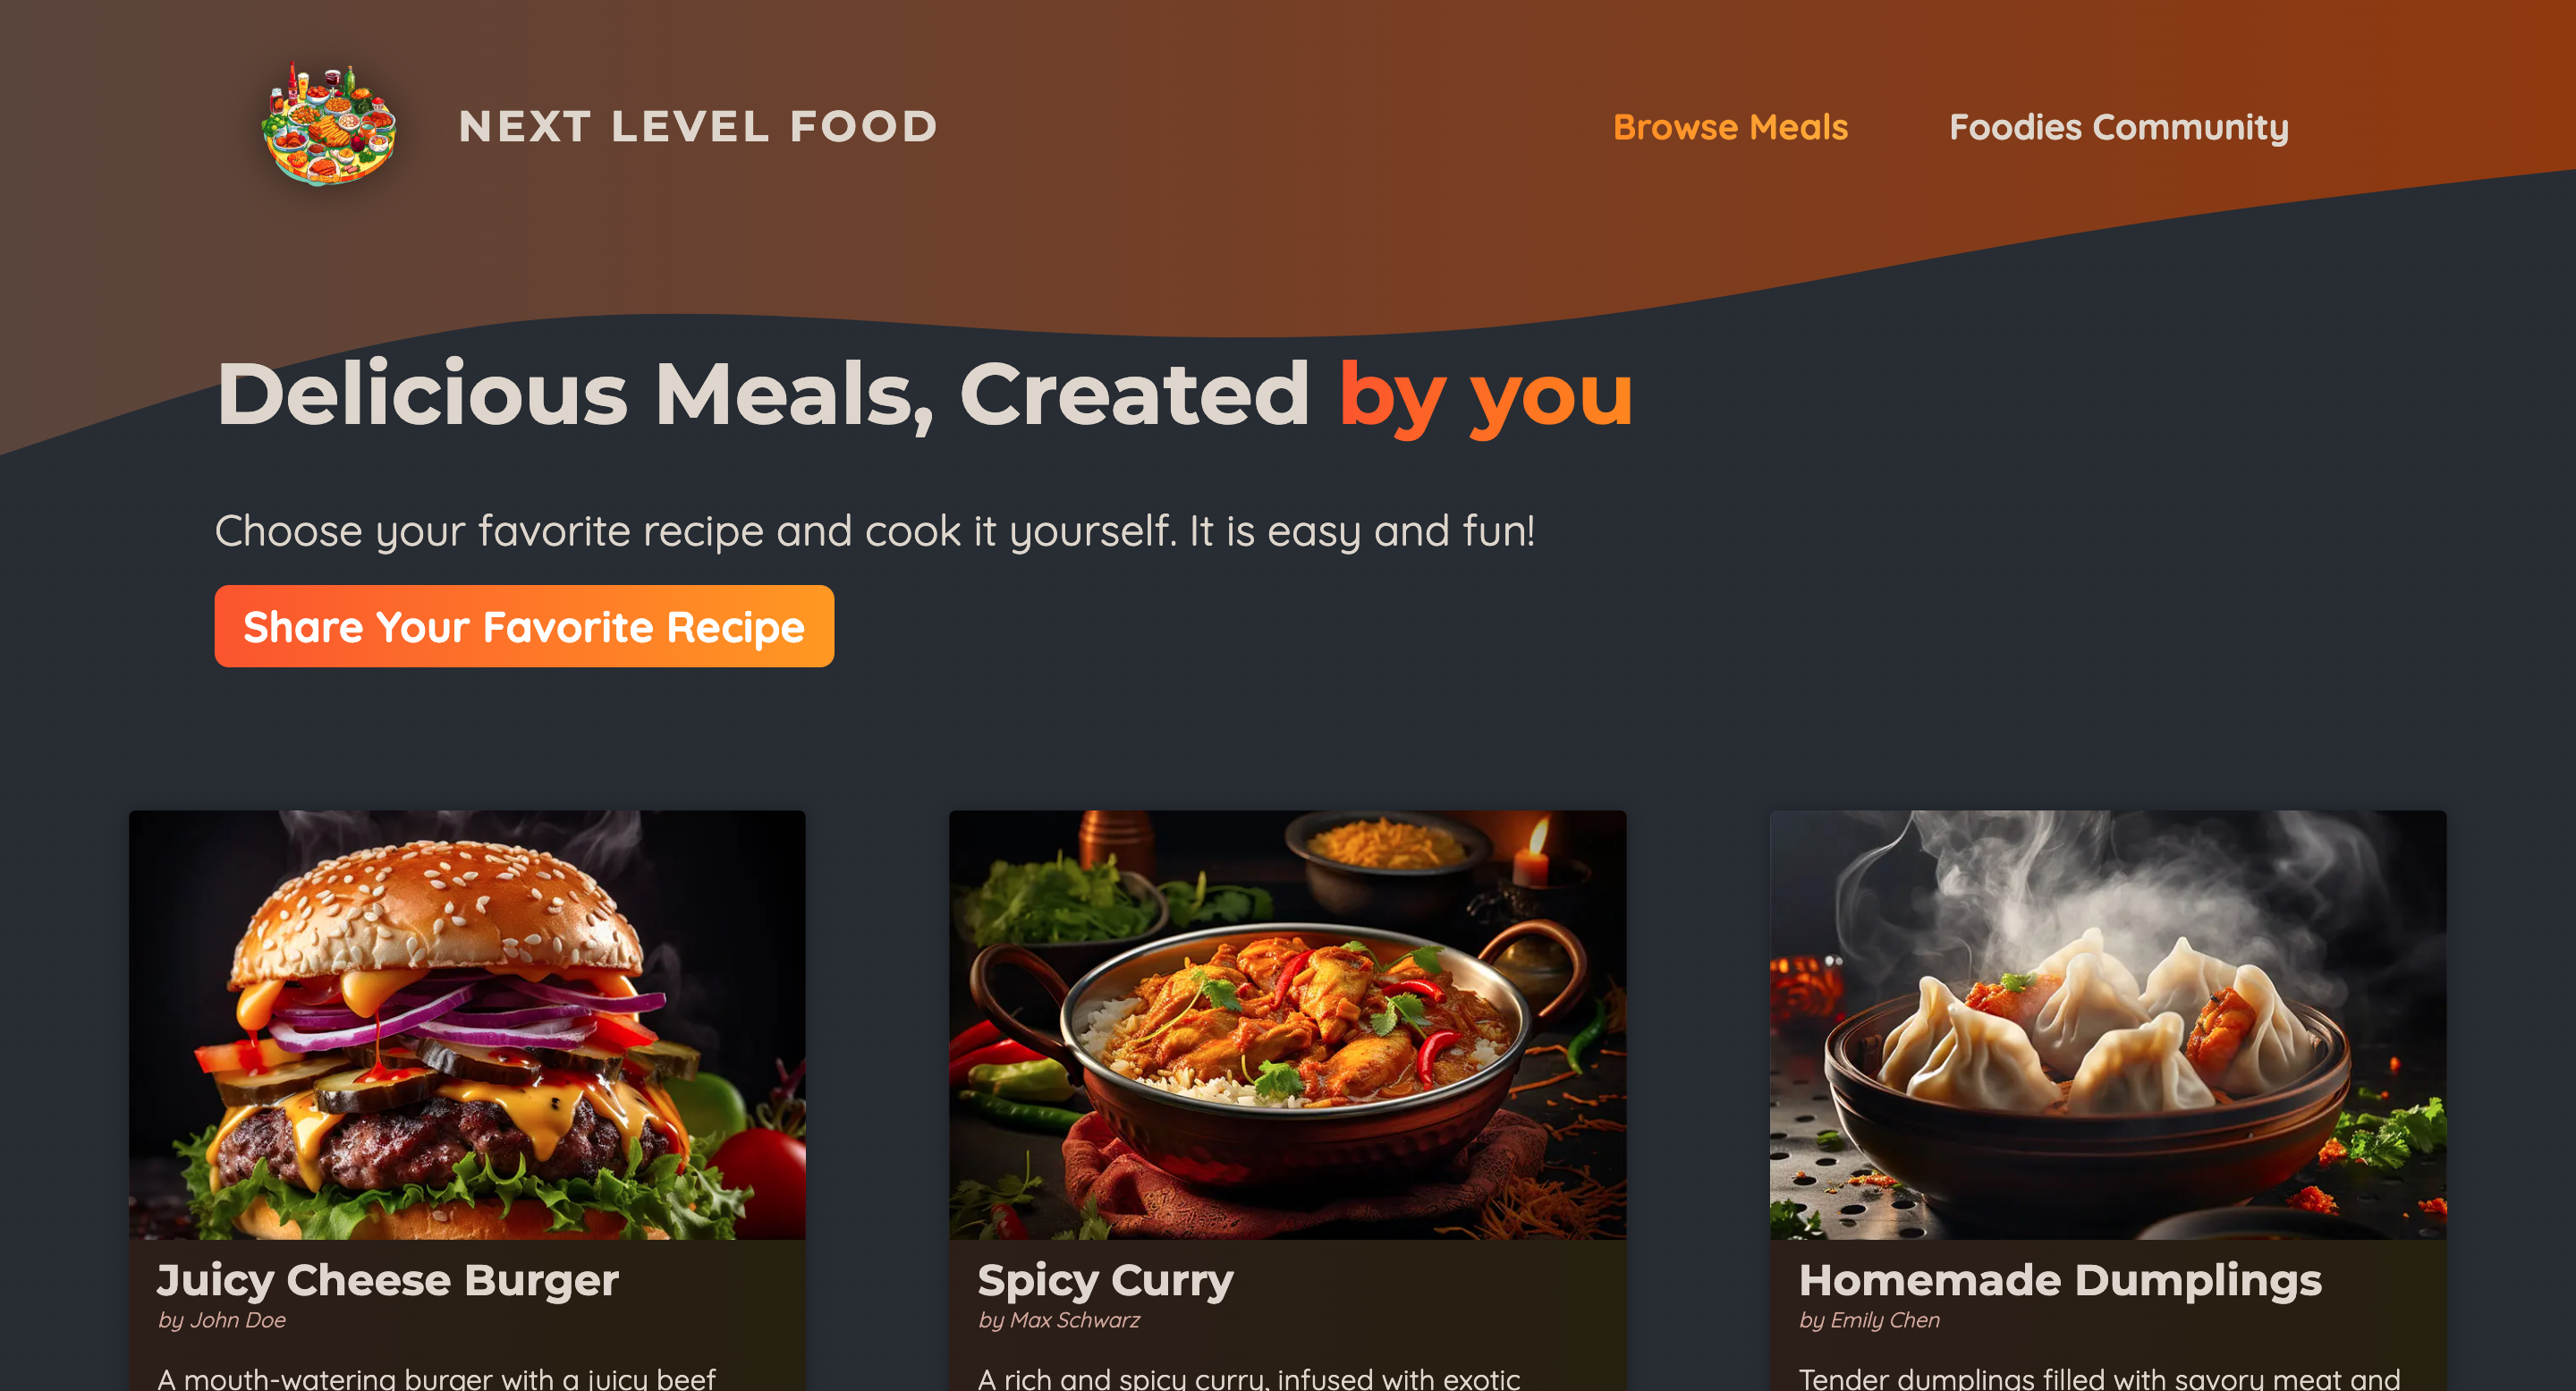 NEXT LEVEL FOOD
Browse Meals
Foodies Community
Delicious Meals, Created by you
Choose your favorite recipe and cook it yourself. It is easy and fun!
Share Your Favorite Recipe
Juicy Cheese Burger
by John Doe
A mouth-watering burger with a juicy beef
Spicy Curry
by Max Schwarz
A rich and spicy curry, infused with exotic
Homemade Dumplings
by Emily Chen
Tender dumplings filled with savory meat and